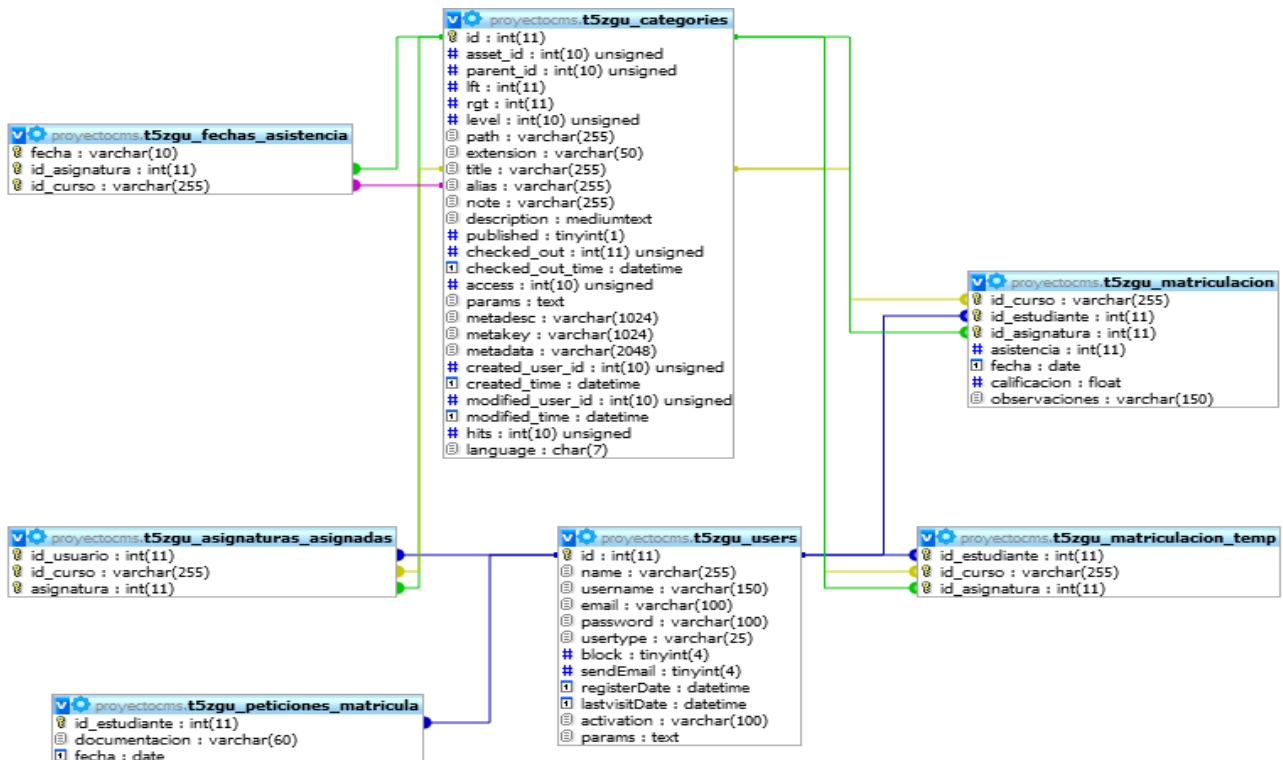 proyectocms.t5zgu_categories
id : int(11)
asset_id : int(10) unsigned
parent_id : int(10) unsigned
lft : int(11)
rgt : int(11)
level : int(10) unsigned
path : varchar(255)
extension : varchar(50)
title : varchar(255)
alias : varchar(255)
note : varchar(255)
description : mediumtext
published : tinyint(1)
checked_out : int(11) unsigned
checked_out_time : datetime
access : int(10) unsigned
params : text
metadesc : varchar(1024)
metakey : varchar(1024)
metadata : varchar(2048)
created_user_id : int(10) unsigned
created_time : datetime
modified_user_id : int(10) unsigned
modified_time : datetime
hits : int(10) unsigned
language : char(7)
proyectocms.t5zgu_fechas_asistencia
fecha : varchar(10)
id_asignatura : int(11)
id_curso : varchar(255)
proyectocms.t5zgu_matriculacion
id_curso : varchar(255)
id_estudiante : int(11)
id_asignatura : int(11)
asistencia : int(11)
fecha : date
calificacion : float
observaciones : varchar(150)
proyectocms.t5zgu_asignaturas_asignadas
id_usuario : int(11)
id_curso : varchar(255)
asignatura : int(11)
proyectocms.t5zgu_users
id : int(11)
name : varchar(255)
username : varchar(150)
email : varchar(100)
password : varchar(100)
usertype : varchar(25)
block : tinyint(4)
sendEmail : tinyint(4)
registerDate : datetime
lastvisitDate : datetime
activation : varchar(100)
params : text
proyectocms.t5zgu_matriculacion_temp
id_estudiante : int(11)
id_curso : varchar(255)
id_asignatura : int(11)
proyectocms.t5zgu_peticiones_matricula
id_estudiante : int(11)
documentacion : varchar(60)
fecha : date